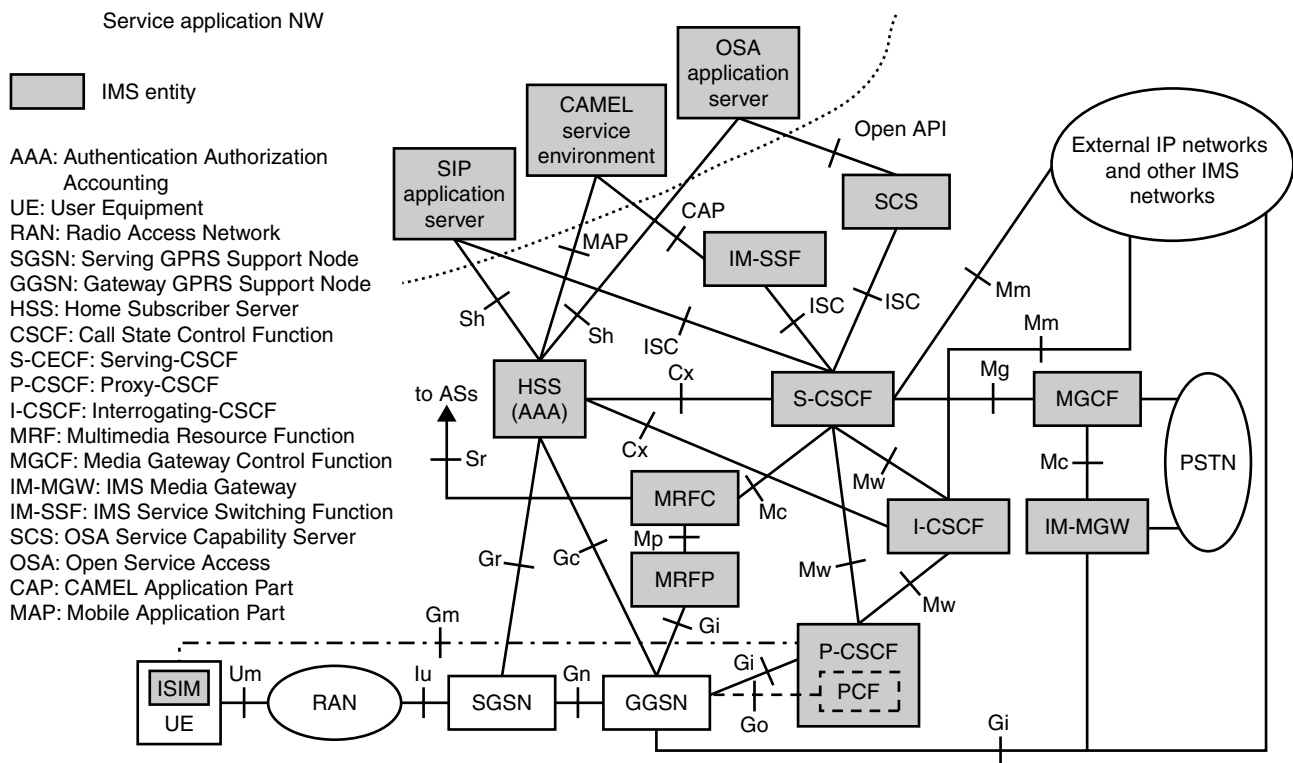 Service application NW
IMS entity
AAA: Authentication Authorization
Accounting
UE: User Equipment
RAN: Radio Access Network
SGSN: Serving GPRS Support Node
GGSN: Gateway GPRS Support Node
HSS: Home Subscriber Server
CSCF: Call State Control Function
S-CECF: Serving-CSCF
P-CSCF: Proxy-CSCF
I-CSCF: Interrogating-CSCF
MRF: Multimedia Resource Function
MGCF: Media Gateway Control Function
IM-MGW: IMS Media Gateway
IM-SSF: IMS Service Switching Function
SCS: OSA Service Capability Server
OSA: Open Service Access
CAP: CAMEL Application Part
MAP: Mobile Application Part
OSA
application
server
CAMEL
service
environment
SIP
application
server
Open API
External IP networks
and other IMS
networks
SCS
CAP
MAP
IM-SSF
Sh
Sh
ISC
ISC
ISC
Mm
Mm
to ASs
HSS
(AAA)
Cx
S-CSCF
Mg
MGCF
Cx
Sr
MRFC
Mc
Mw
Mc
PSTN
I-CSCF
IM-MGW
Mp
Gr
Gc
MRFP
Mw
Mw
Gm
Gi
P-CSCF
Gi
PCF
Go
ISIM
UE
Um
RAN
Iu
SGSN
Gn
GGSN
Gi